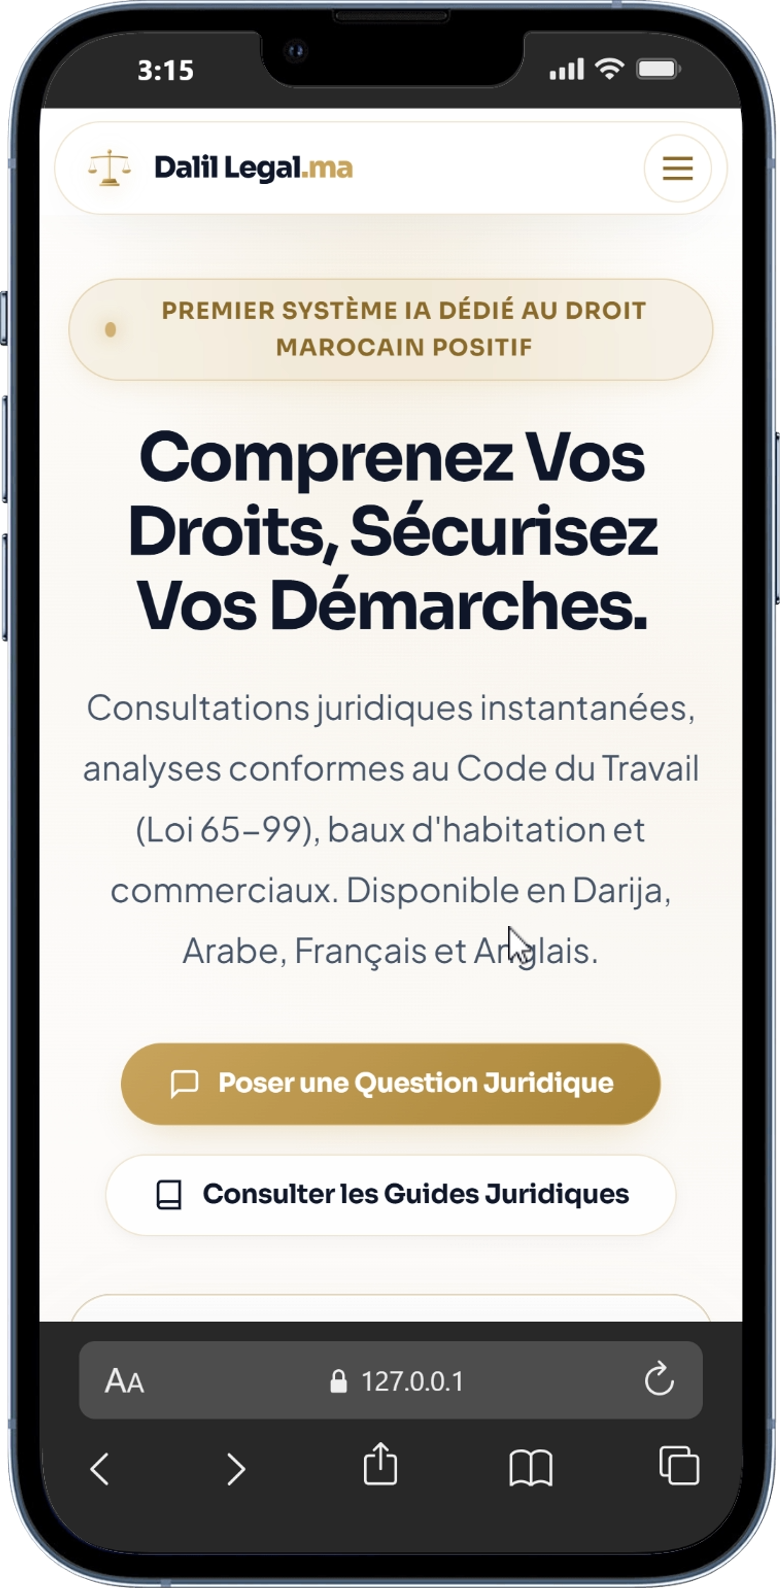 3:15
Dalil Legal.ma
PREMIER SYSTÈME IA DÉDIÉ AU DROIT
MAROCAIN POSITIF
Comprenez Vos
Droits, Sécurisez
Vos Démarches.
Consultations juridiques instantanées,
analyses conformes au Code du Travail
(Loi 65–99), baux d'habitation et
commerciaux. Disponible en Darija,
Arabe, Français et Anglais.
Poser une Question Juridique
Consulter les Guides Juridiques
AA 127.0.0.1